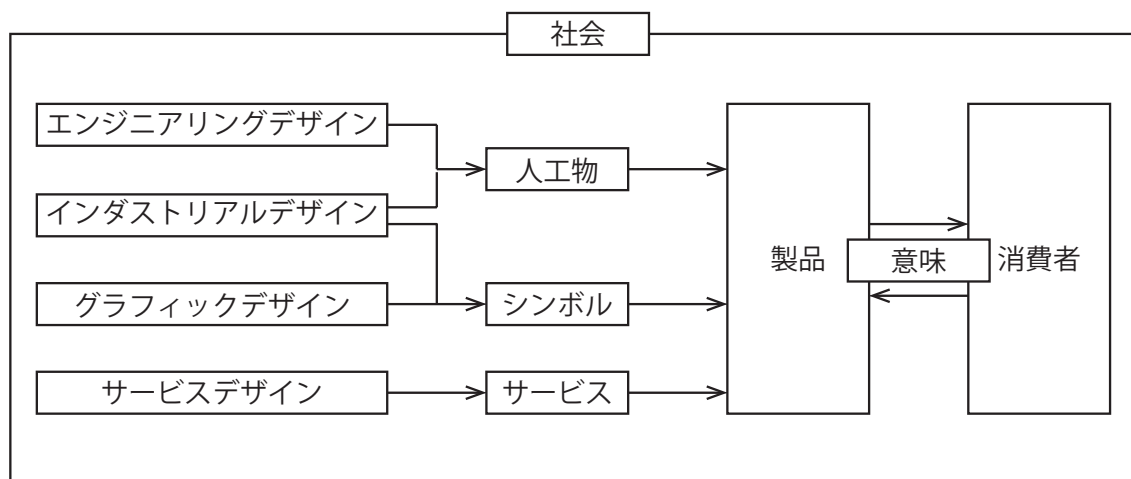 社会
エンジニアリングデザイン
インダストリアルデザイン
グラフィックデザイン
サービスデザイン
人工物
シンボル
サービス
製品
意味
消費者